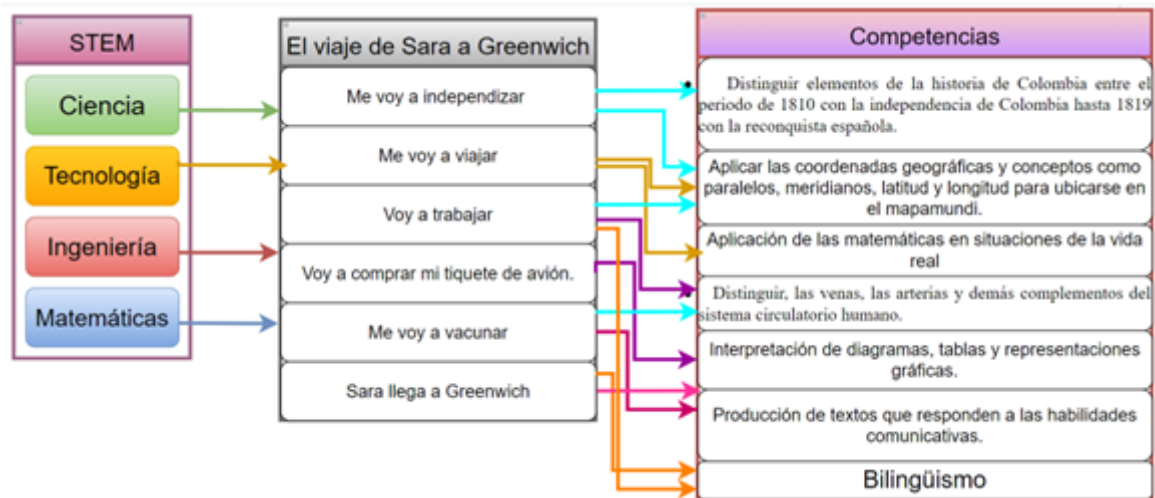 STEM
Ciencia
Tecnología
Ingeniería
Matemáticas
El viaje de Sara a Greenwich
Me voy a independizar
Me voy a viajar
Voy a trabajar
Voy a comprar mi tiquete de avión.
Me voy a vacunar
Sara llega a Greenwich
Competencias
Distinguir elementos de la historia de Colombia entre el
periodo de 1810 con la independencia de Colombia hasta 1819
con la reconquista española.
Aplicar las coordenadas geográficas y conceptos como
paralelos, meridianos, latitud y longitud para ubicarse en
el mapamundi.
Aplicación de las matemáticas en situaciones de la vida
real
Distinguir, las venas, las arterias y demás complementos del
sistema circulatorio humano.
Interpretación de diagramas, tablas y representaciones
gráficas.
Producción de textos que responden a las habilidades
comunicativas.
Bilingüismo